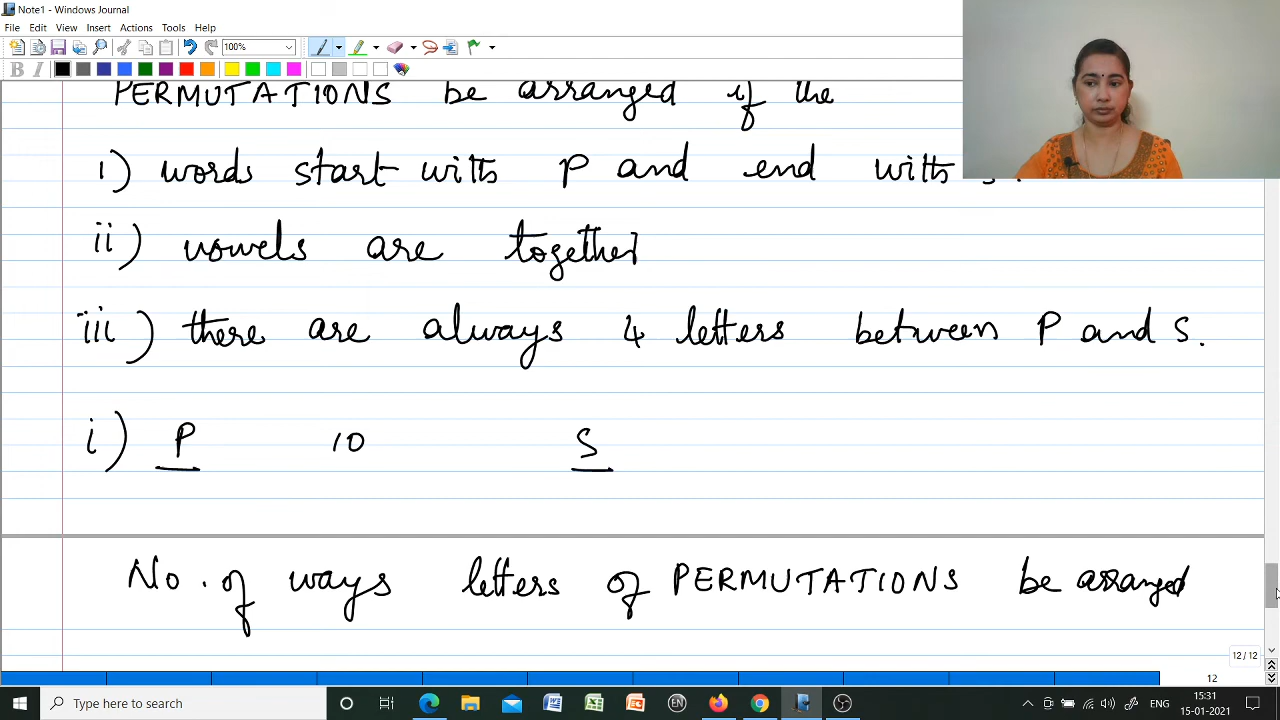 Note1 - Windows Journal
File Edit View Insert Actions Tools Help
100%
B I
PERMUTATIONS be arranged if the
i) words start with P and end with S.
ii) vowels are together
iii) there are always 4 letters between P and S.
i) P 10 S
No. of ways letters of PERMUTATIONS be arranged
12 / 12
12
Type here to search
ENG
15:31
15-01-2021